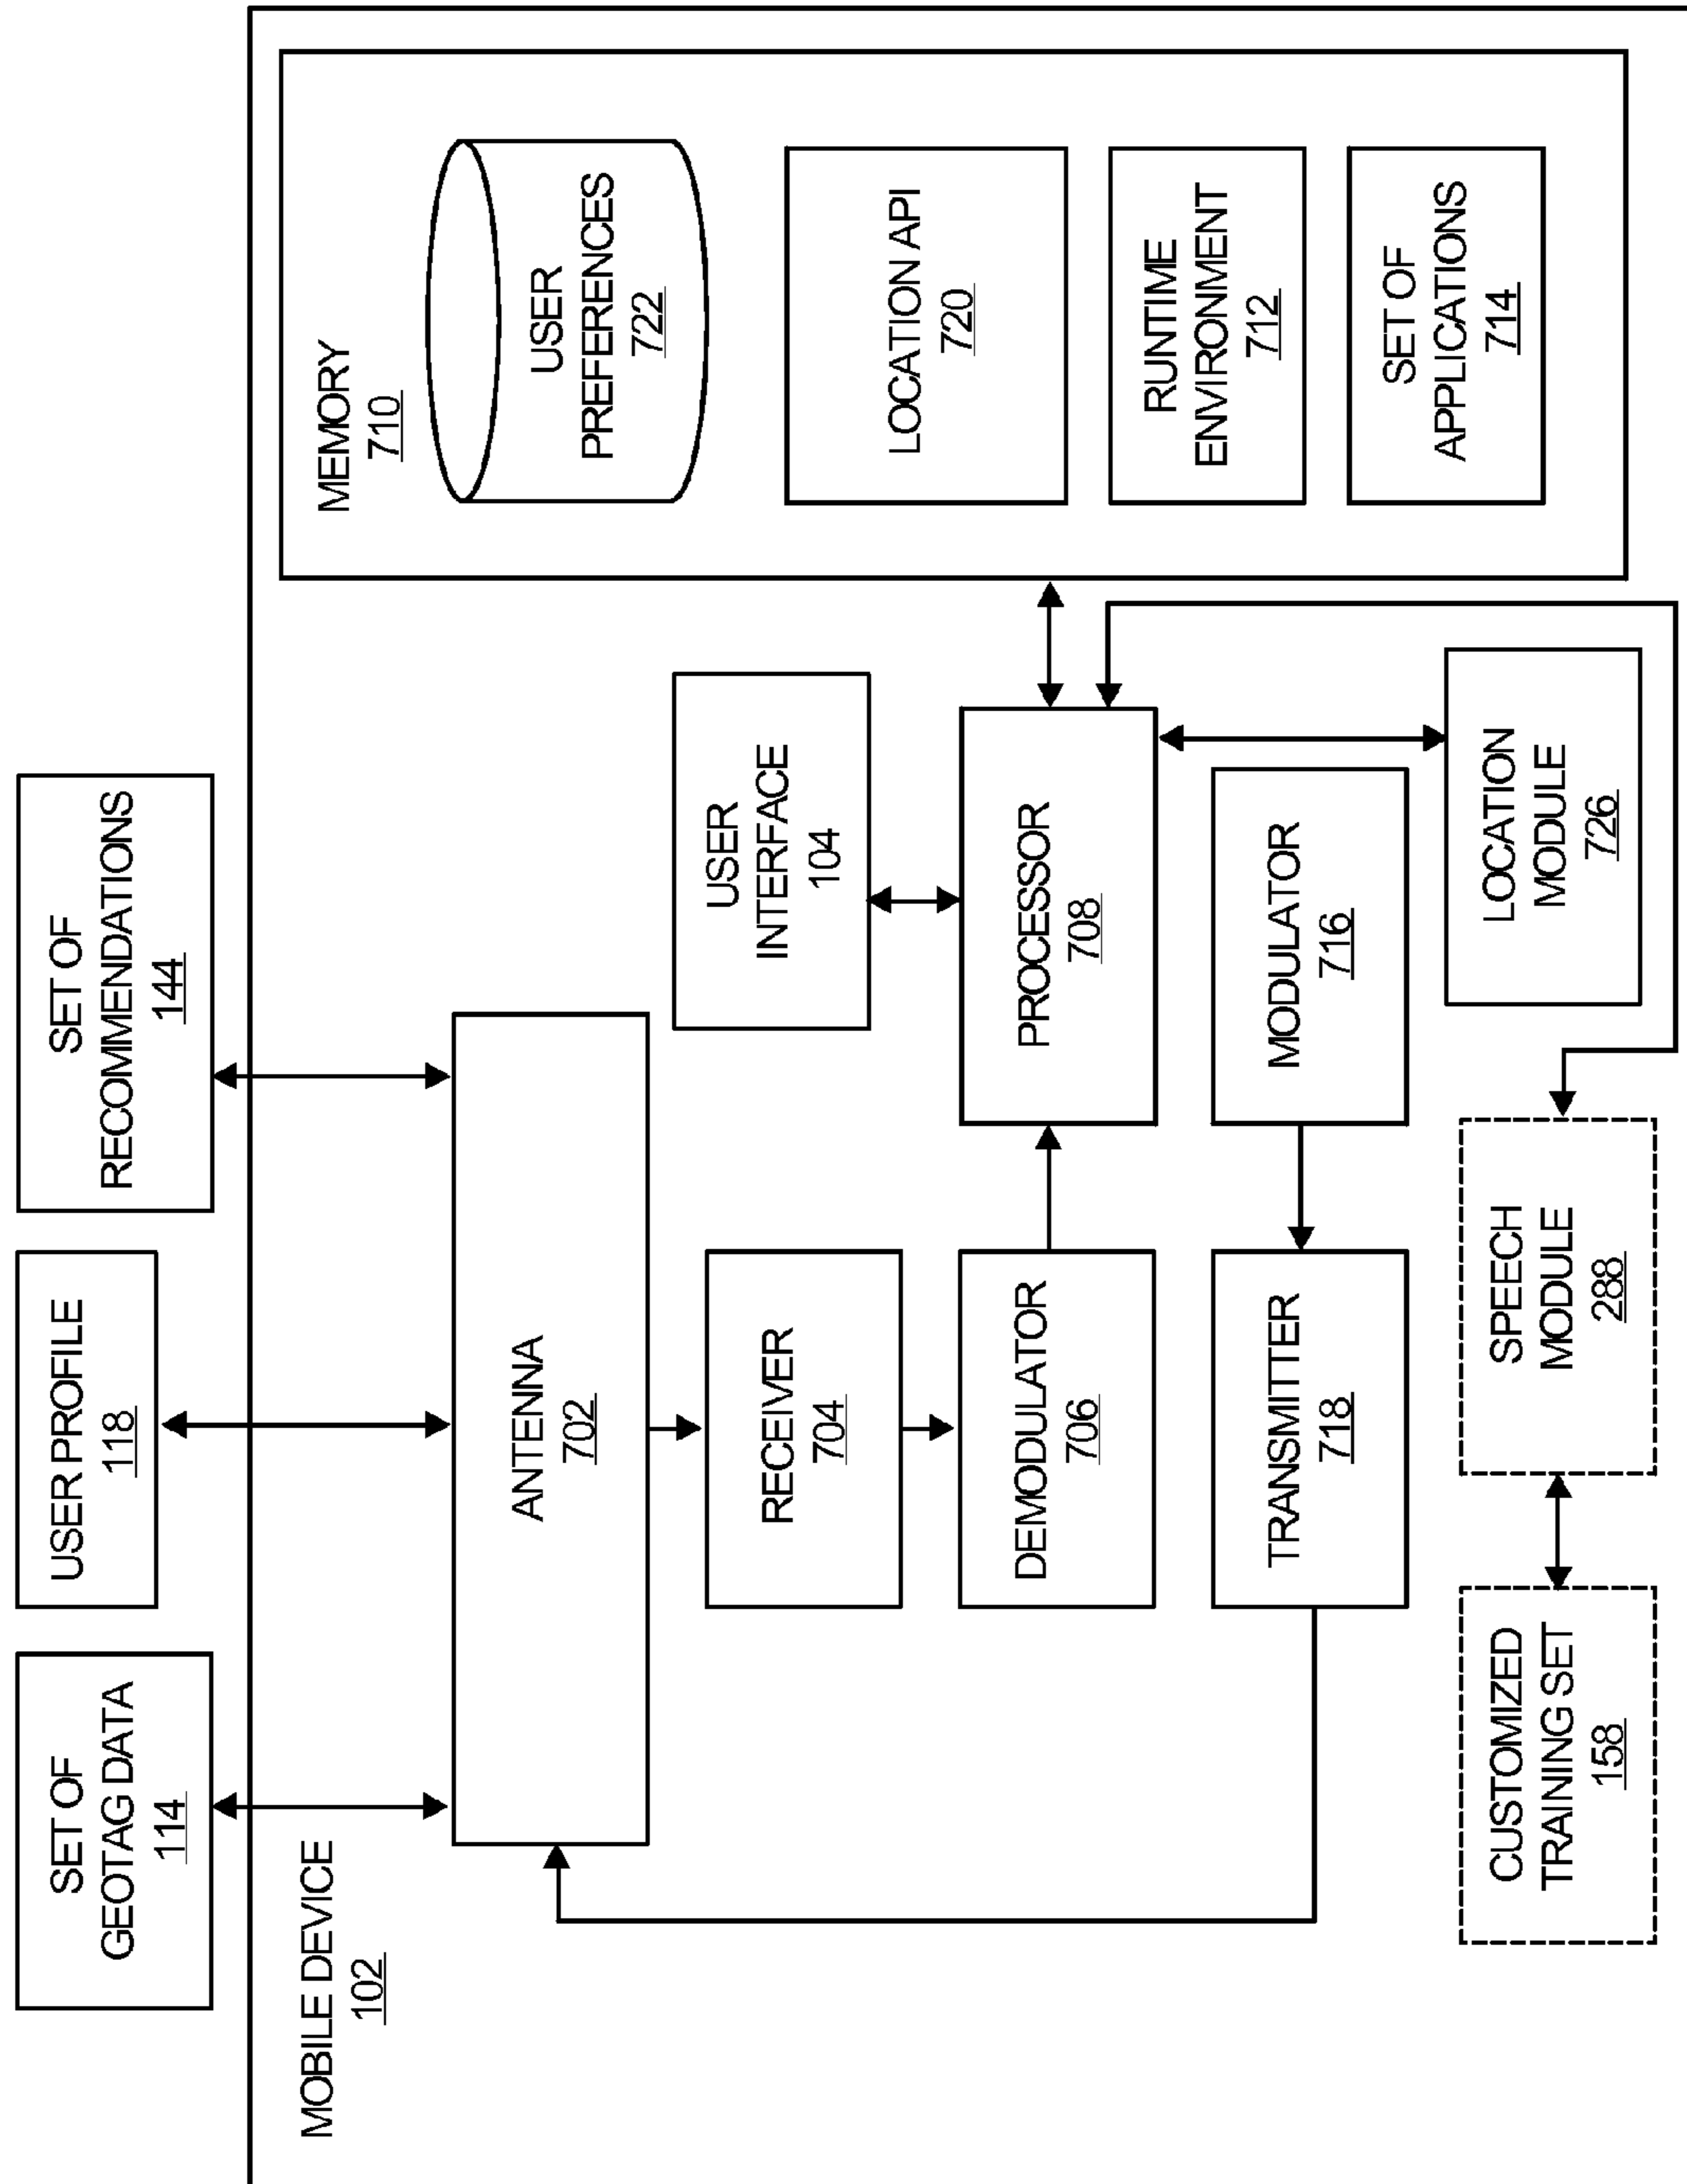 SET OF
GEOTAG DATA
114
USER PROFILE
118
SET OF
RECOMMENDATIONS
144
MOBILE DEVICE
102
ANTENNA
702
RECEIVER
704
DEMODULATOR
706
TRANSMITTER
718
USER
INTERFACE
104
PROCESSOR
708
MODULATOR
716
LOCATION
MODULE
726
SPEECH
MODULE
288
CUSTOMIZED
TRAINING SET
158
MEMORY
710
USER
PREFERENCES
722
LOCATION API
720
RUNTIME
ENVIRONMENT
712
SET OF
APPLICATIONS
714